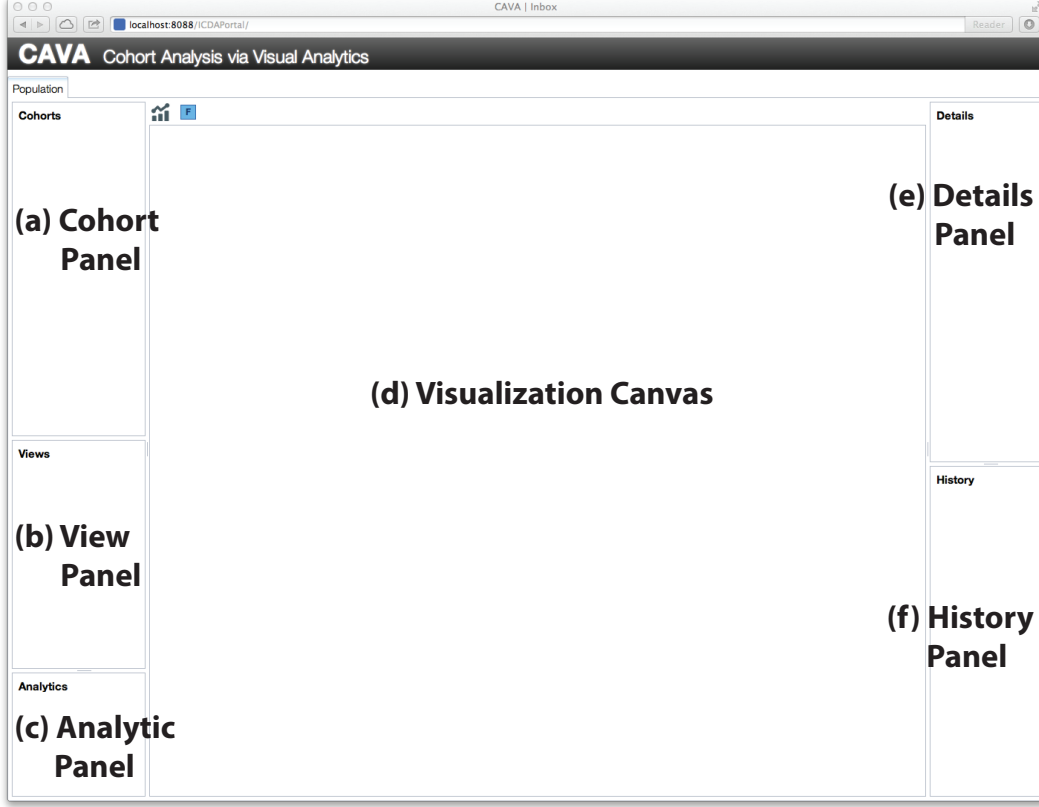 CAVA | Inbox
localhost:8088/ICDAPortal/
Reader
CAVA Cohort Analysis via Visual Analytics
Population
Cohorts
F
Details
(a) Cohort
Panel
(e) Details
Panel
(d) Visualization Canvas
Views
History
(b) View
Panel
(f) History
Panel
Analytics
(c) Analytic
Panel